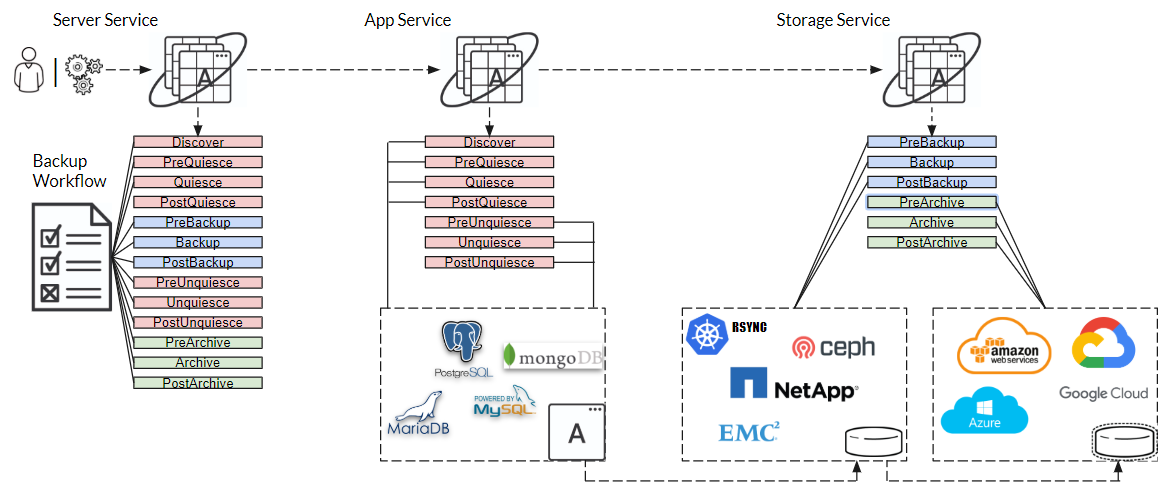 Server Service
App Service
Storage Service
A
A
A
Backup
Workflow
Discover
PreQuiesce
Quiesce
PostQuiesce
PreBackup
Backup
PostBackup
PreUnquiesce
Unquiesce
PostUnquiesce
PreArchive
Archive
PostArchive
Discover
PreQuiesce
Quiesce
PostQuiesce
PreUnquiesce
Unquiesce
PostUnquiesce
PreBackup
Backup
PostBackup
PreArchive
Archive
PostArchive
PostgreSQL
mongoDB
MariaDB
POWERED BY
MySQL
A
RSYNC
ceph
NetApp
EMC²
amazon
web services
Google Cloud
Azure